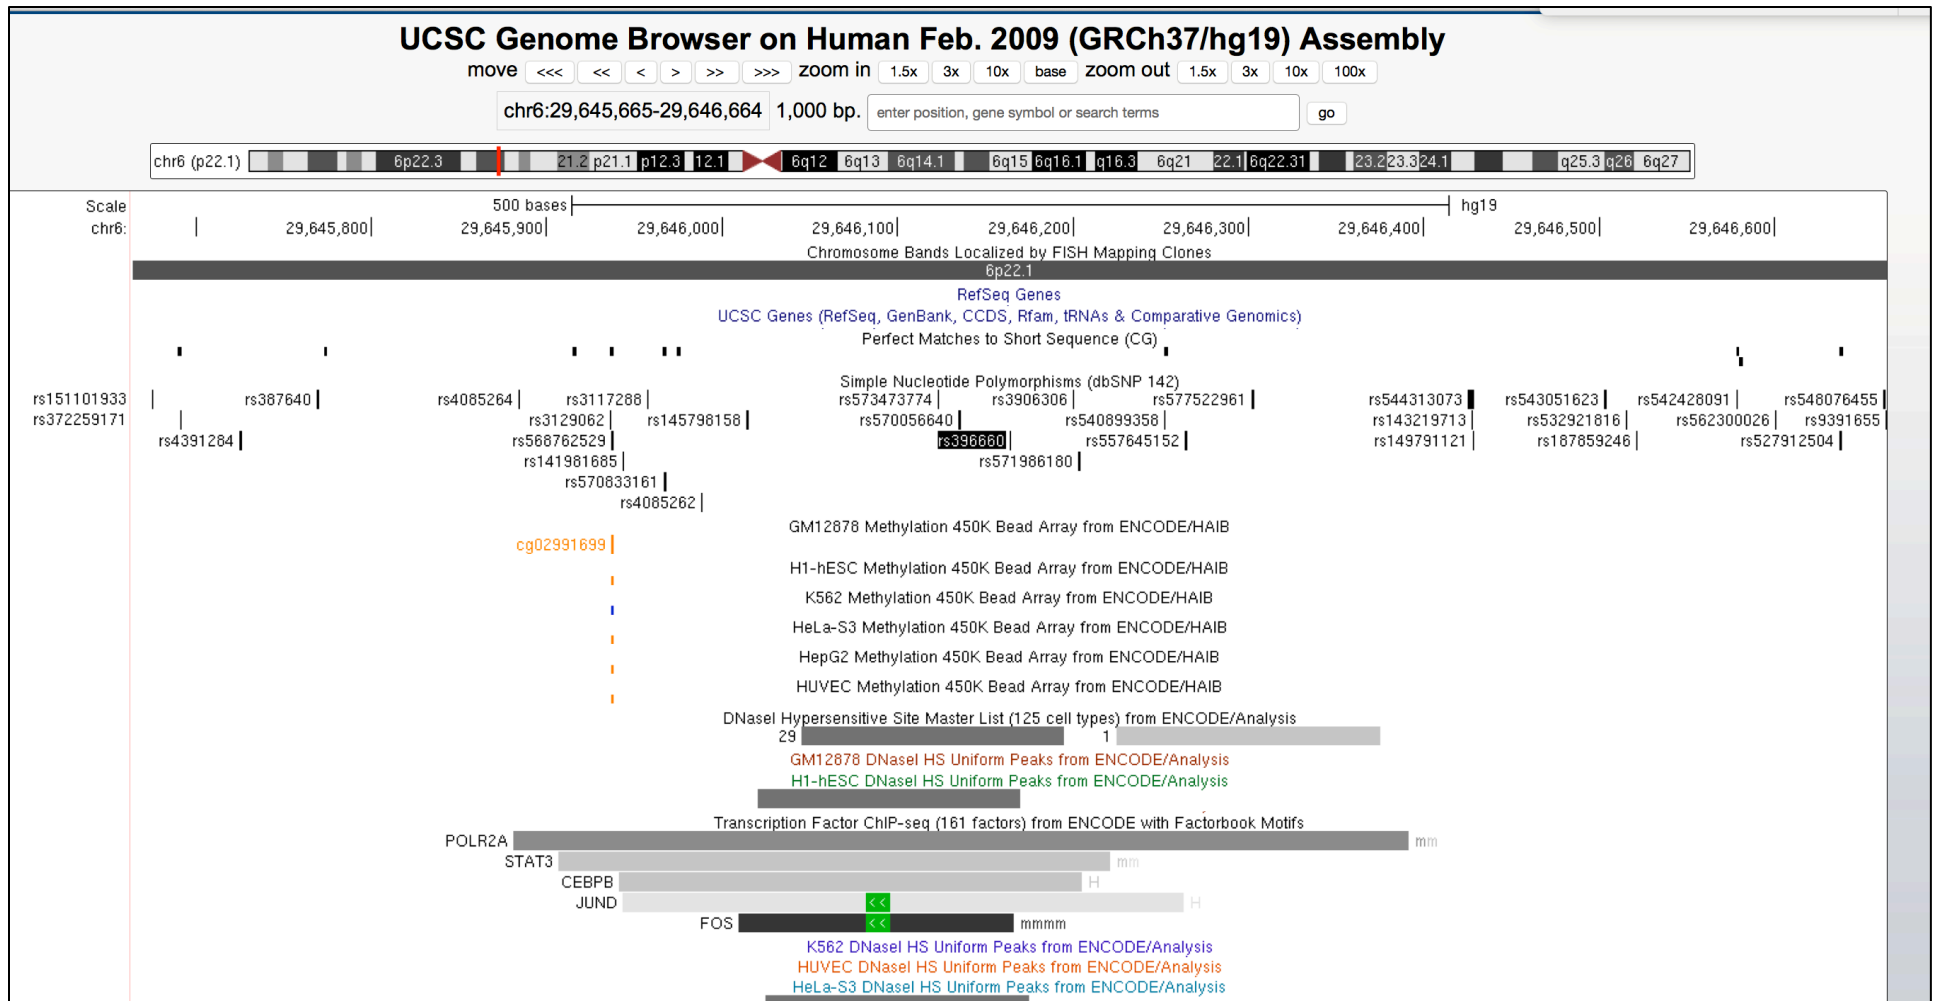 UCSC Genome Browser on Human Feb. 2009 (GRCh37/hg19) Assembly
move <<< << < > >> >>> zoom in 1.5x 3x 10x base zoom out 1.5x 3x 10x 100x
chr6:29,645,665-29,646,664 1,000 bp. enter position, gene symbol or search terms go
chr6 (p22.1) 6p22.3 21.2 p21.1 p12.3 12.1 6q12 6q13 6q14.1 6q15 6q16.1 q16.3 6q21 22.1 6q22.31 23.2 23.3 24.1 q25.3 q26 6q27
Scale 500 bases hg19
chr6: 29,645,800 29,645,900 29,646,000 29,646,100 29,646,200 29,646,300 29,646,400 29,646,500 29,646,600
Chromosome Bands Localized by FISH Mapping Clones
6p22.1
RefSeq Genes
UCSC Genes (RefSeq, GenBank, CCDS, Rfam, tRNAs & Comparative Genomics)
Perfect Matches to Short Sequence (CG)
Simple Nucleotide Polymorphisms (dbSNP 142)
rs151101933 rs387640 rs4085264 rs3117288 rs573473774 rs3906306 rs577522961 rs544313073 rs543051623 rs542428091 rs548076455
rs372259171 rs3129062 rs145798158 rs570056640 rs540899358 rs143219713 rs532921816 rs562300026 rs9391655
rs4391284 rs568762529 rs396660 rs557645152 rs149791121 rs187859246 rs527912504
rs141981685 rs571986180
rs570833161
rs4085262
GM12878 Methylation 450K Bead Array from ENCODE/HAIB
cg02991699
H1-hESC Methylation 450K Bead Array from ENCODE/HAIB
K562 Methylation 450K Bead Array from ENCODE/HAIB
HeLa-S3 Methylation 450K Bead Array from ENCODE/HAIB
HepG2 Methylation 450K Bead Array from ENCODE/HAIB
HUVEC Methylation 450K Bead Array from ENCODE/HAIB
DNaseI Hypersensitive Site Master List (125 cell types) from ENCODE/Analysis
29 1
GM12878 DNaseI HS Uniform Peaks from ENCODE/Analysis
H1-hESC DNaseI HS Uniform Peaks from ENCODE/Analysis
Transcription Factor ChIP-seq (161 factors) from ENCODE with Factorbook Motifs
POLR2A mm
STAT3 mm
CEBPB H
JUND << H
FOS << mmmm
K562 DNaseI HS Uniform Peaks from ENCODE/Analysis
HUVEC DNaseI HS Uniform Peaks from ENCODE/Analysis
HeLa-S3 DNaseI HS Uniform Peaks from ENCODE/Analysis